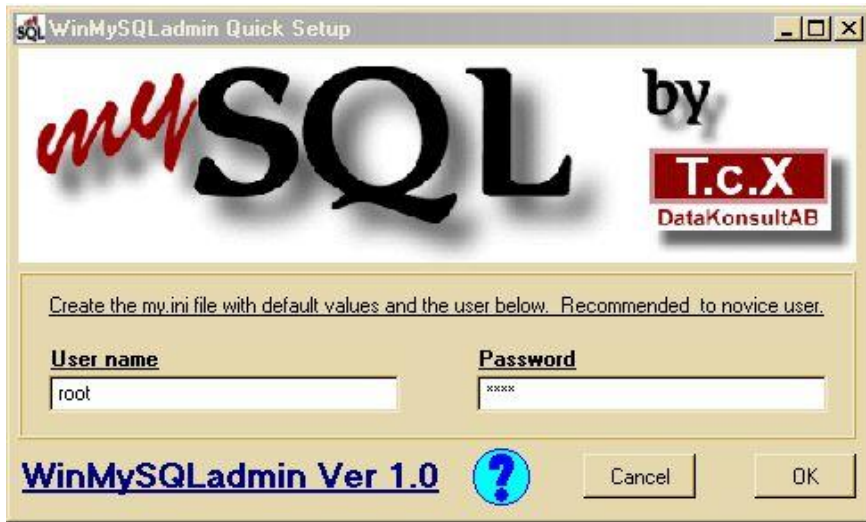 SQL WinMySQLadmin Quick Setup
mySQL by
T.c.X
DataKonsultAB
Create the my.ini file with default values and the user below. Recommended to novice user.
User name Password
root ****
WinMySQLadmin Ver 1.0 ? Cancel OK